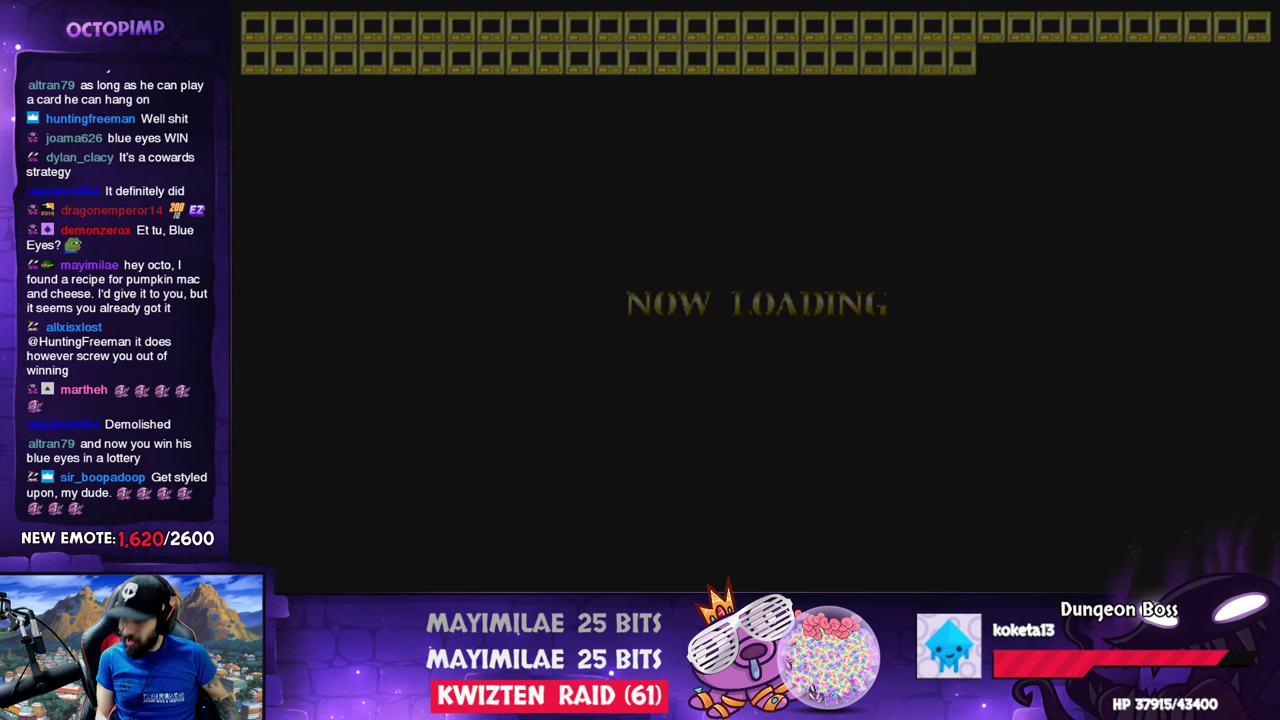 OCTOPIMP
altran79 as long as he can play
a card he can hang on
huntingfreeman Well shit
joama626 blue eyes WIN
dylan_clacy It's a cowards
strategy
It definitely did
dragonemperor14 200 EZ
demonzerox Et tu, Blue
Eyes?
mayimilae hey octo, I
found a recipe for pumpkin mac
and cheese. I'd give it to you, but
it seems you already got it
allxisxlost
@HuntingFreeman it does
however screw you out of
winning
martheh
Demolished
altran79 and now you win his
blue eyes in a lottery
sir_boopadoop Get styled
upon, my dude.
NEW EMOTE: 1,620/2600
NOW LOADING
MAYIMILAE 25 BITS
MAYIMILAE 25 BITS
KWIZTEN RAID (61)
Dungeon Boss
koketa13
HP 37915/43400